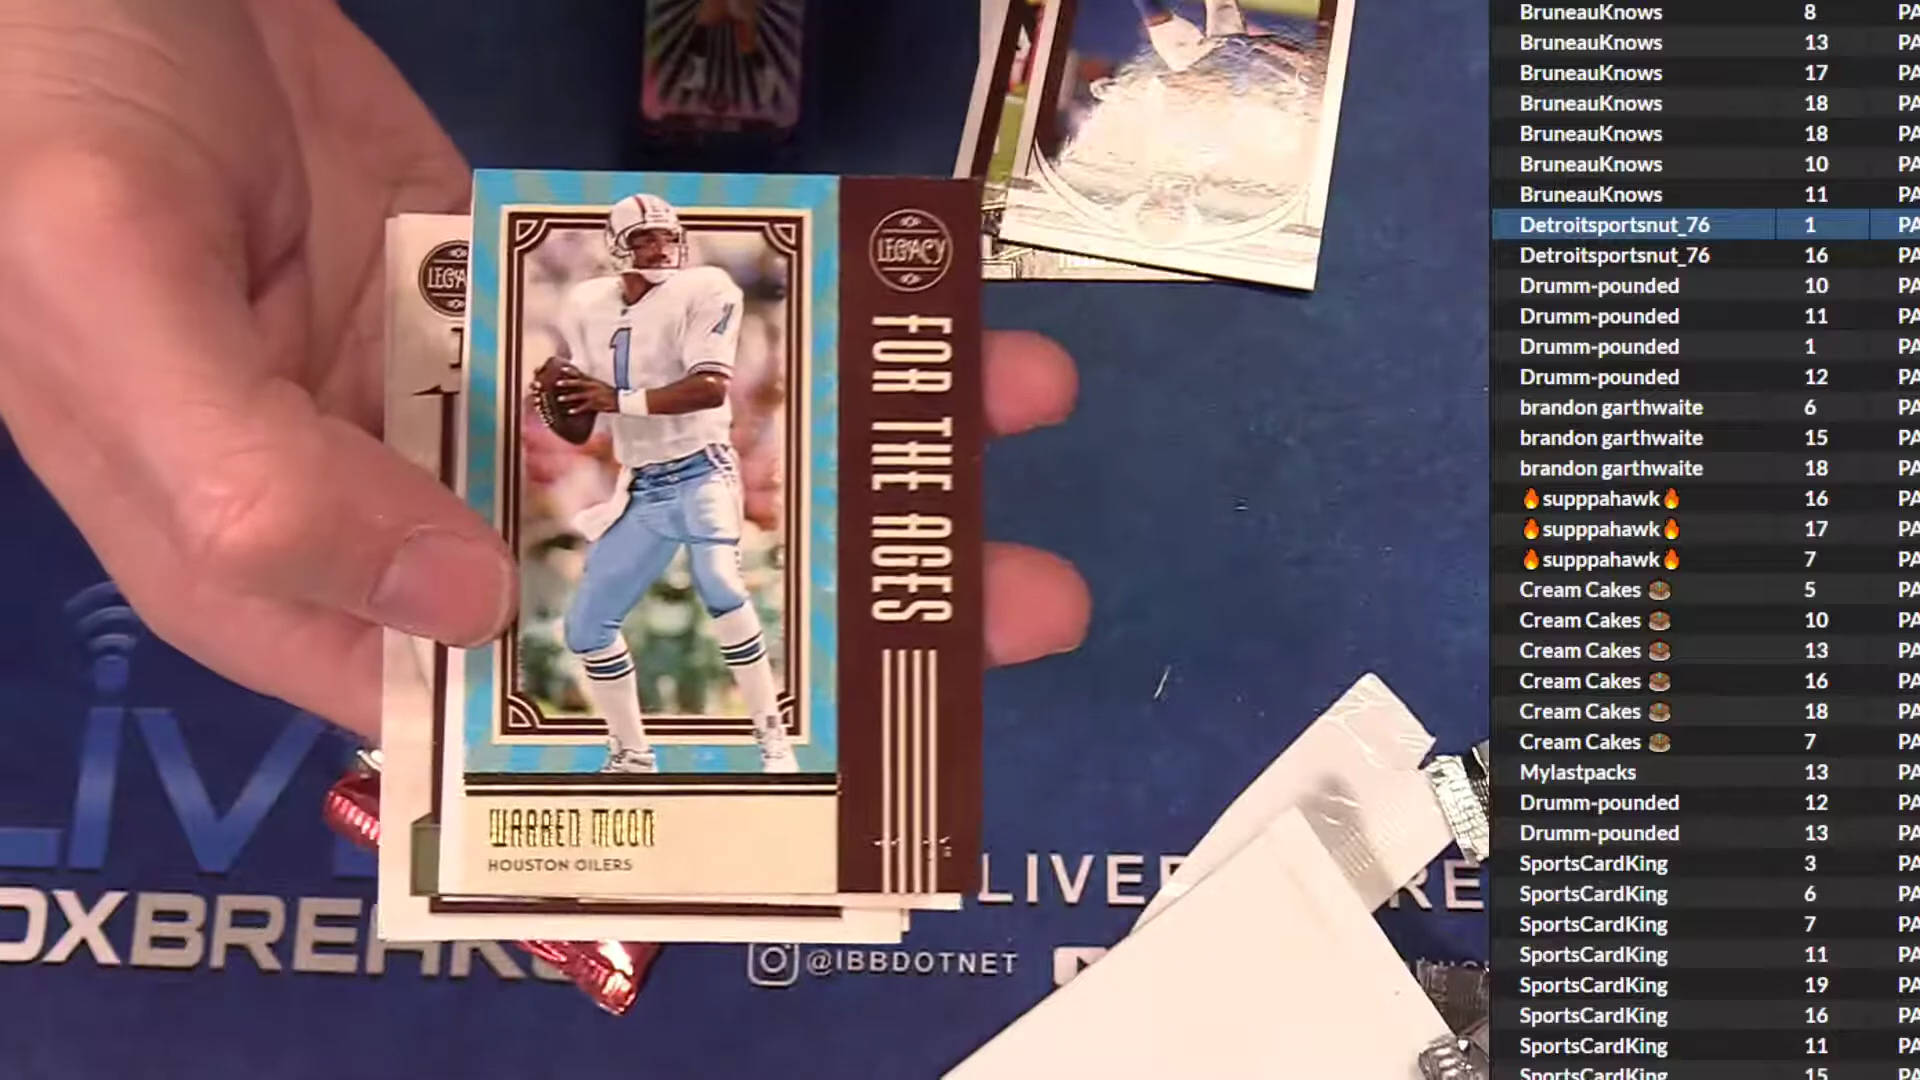 LEGACY
FOR THE AGES
WARREN MOON
HOUSTON OILERS
@IBBDOTNET
BruneauKnows 8 PA
BruneauKnows 13 PA
BruneauKnows 17 PA
BruneauKnows 18 PA
BruneauKnows 18 PA
BruneauKnows 10 PA
BruneauKnows 11 PA
Detroitsportsnut_76 1 PA
Detroitsportsnut_76 16 PA
Drumm-pounded 10 PA
Drumm-pounded 11 PA
Drumm-pounded 1 PA
Drumm-pounded 12 PA
brandon garthwaite 6 PA
brandon garthwaite 15 PA
brandon garthwaite 18 PA
🔥supppahawk🔥 16 PA
🔥supppahawk🔥 17 PA
🔥supppahawk🔥 7 PA
Cream Cakes 5 PA
Cream Cakes 10 PA
Cream Cakes 13 PA
Cream Cakes 16 PA
Cream Cakes 18 PA
Cream Cakes 7 PA
Mylastpacks 13 PA
Drumm-pounded 12 PA
Drumm-pounded 13 PA
SportsCardKing 3 PA
SportsCardKing 6 PA
SportsCardKing 7 PA
SportsCardKing 11 PA
SportsCardKing 19 PA
SportsCardKing 16 PA
SportsCardKing 11 PA
SportsCardKing 15 PA